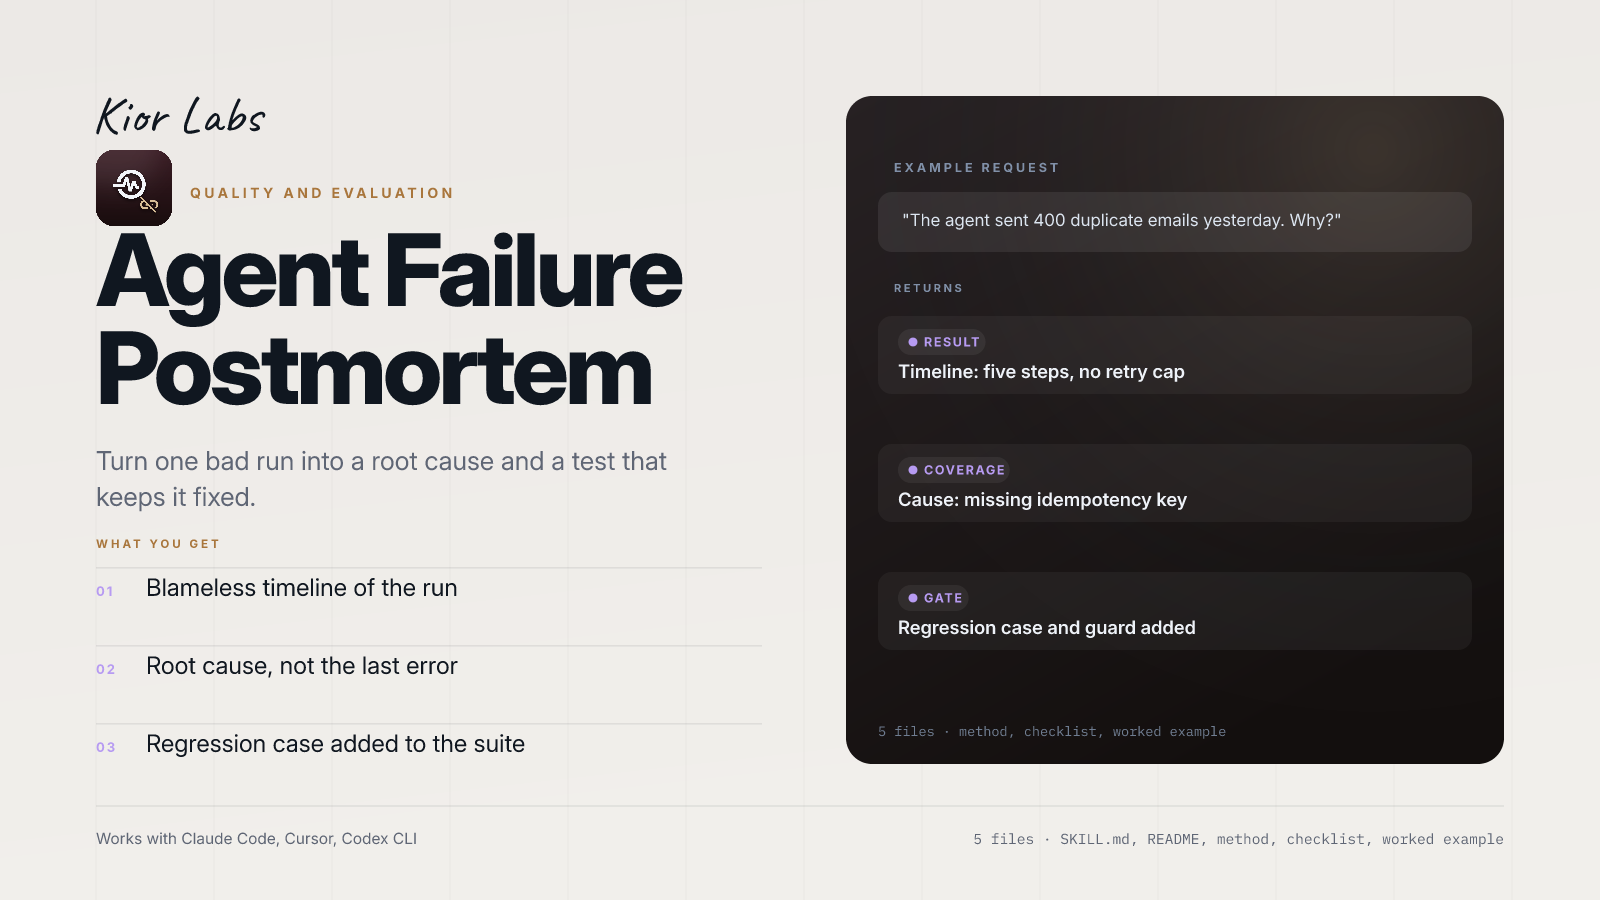 Kior Labs
QUALITY AND EVALUATION
Agent Failure
Postmortem
Turn one bad run into a root cause and a test that
keeps it fixed.
WHAT YOU GET
01 Blameless timeline of the run
02 Root cause, not the last error
03 Regression case added to the suite
EXAMPLE REQUEST
"The agent sent 400 duplicate emails yesterday. Why?"
RETURNS
RESULT
Timeline: five steps, no retry cap
COVERAGE
Cause: missing idempotency key
GATE
Regression case and guard added
5 files · method, checklist, worked example
Works with Claude Code, Cursor, Codex CLI
5 files · SKILL.md, README, method, checklist, worked example